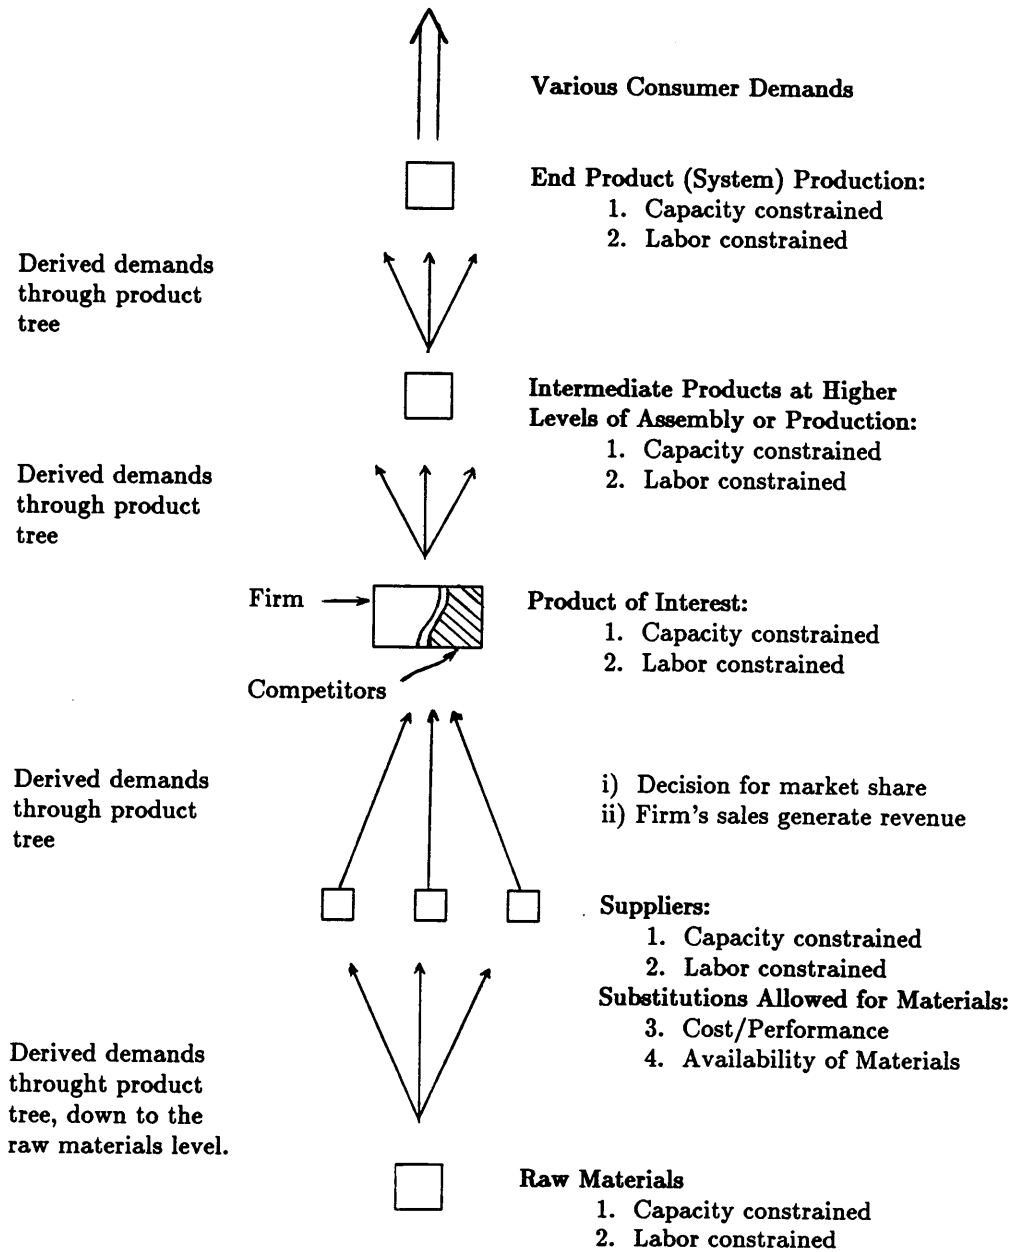 Various Consumer Demands
End Product (System) Production:
1. Capacity constrained
2. Labor constrained
Derived demands
through product
tree
Intermediate Products at Higher
Levels of Assembly or Production:
1. Capacity constrained
2. Labor constrained
Derived demands
through product
tree
Firm
Product of Interest:
1. Capacity constrained
2. Labor constrained
Competitors
Derived demands
through product
tree
i) Decision for market share
ii) Firm's sales generate revenue
Suppliers:
1. Capacity constrained
2. Labor constrained
Substitutions Allowed for Materials:
3. Cost/Performance
4. Availability of Materials
Derived demands
throught product
tree, down to the
raw materials level.
Raw Materials
1. Capacity constrained
2. Labor constrained